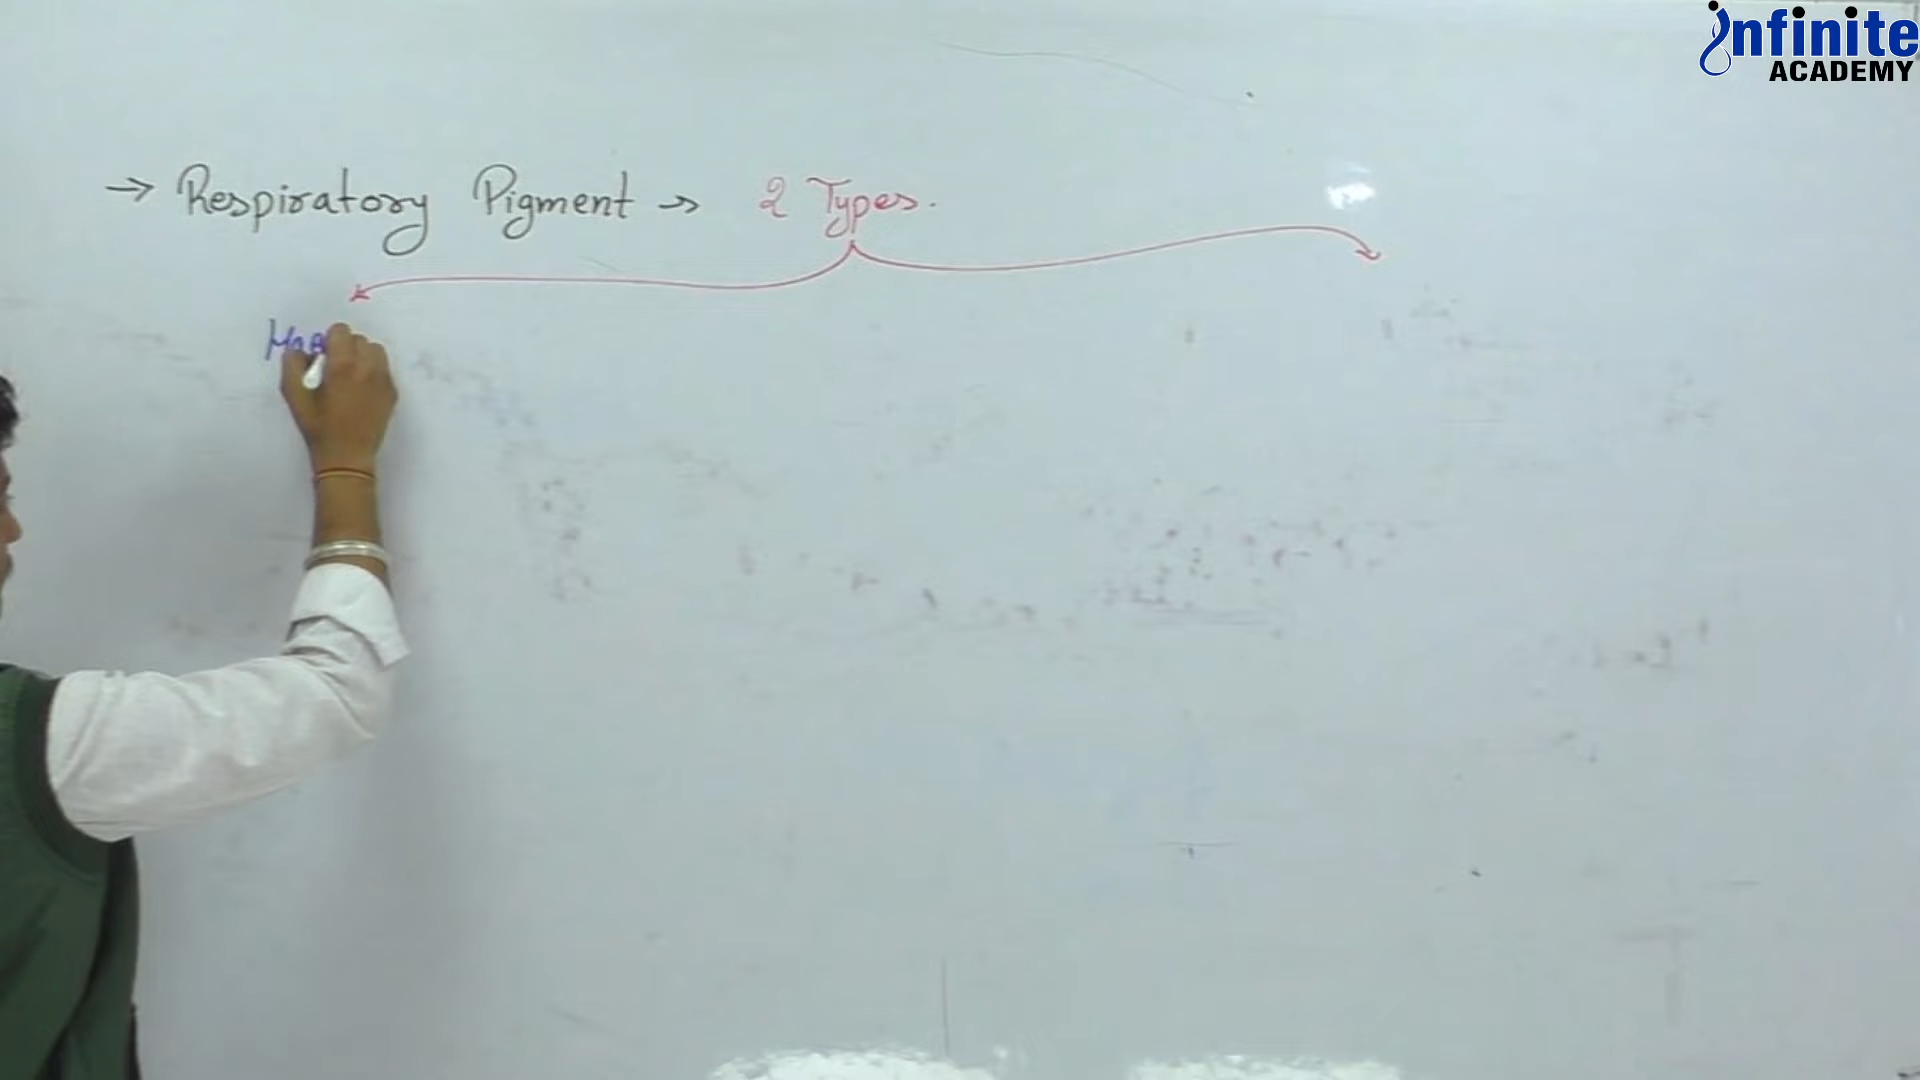 infinite
ACADEMY
→ Respiratory Pigment → 2 Types.